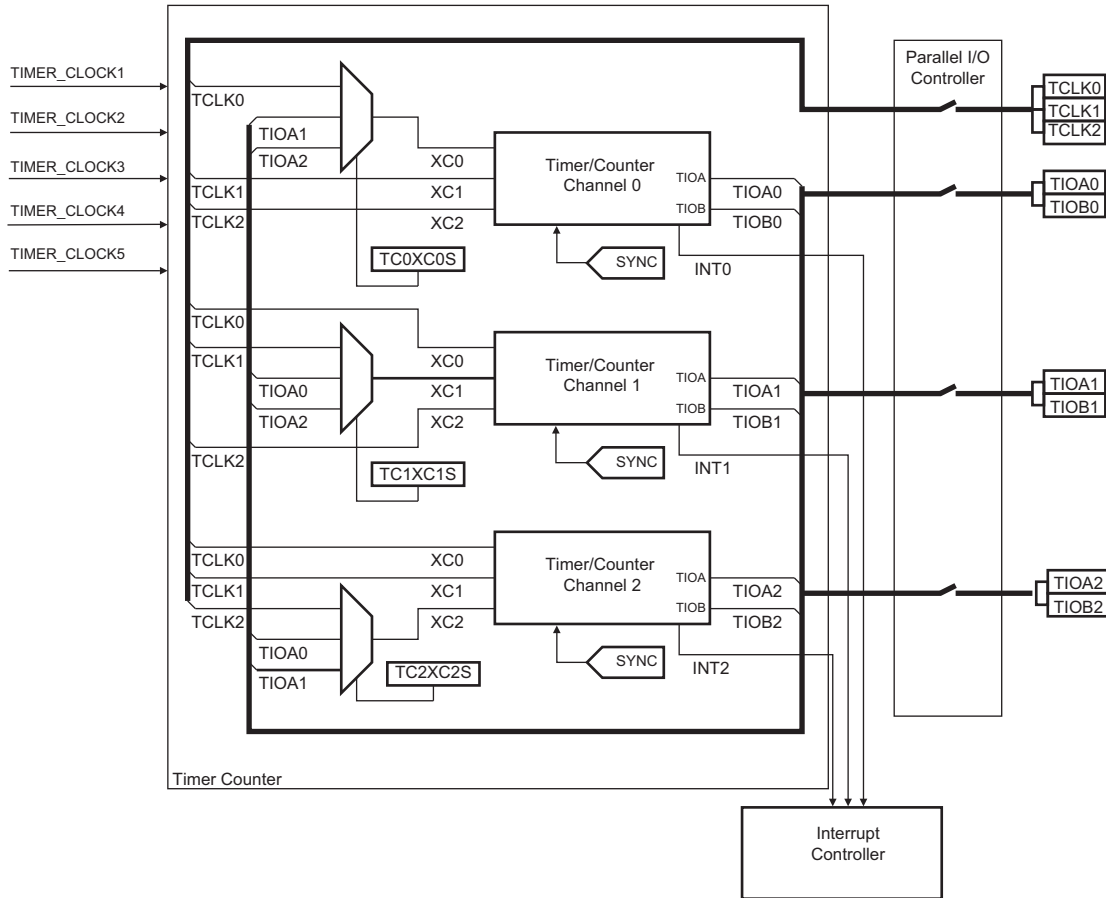 TIMER_CLOCK1
TIMER_CLOCK2
TIMER_CLOCK3
TIMER_CLOCK4
TIMER_CLOCK5
TCLK0
TIOA1
TIOA2
TCLK1
TCLK2
XC0
XC1
XC2
TC0XC0S
Timer/Counter
Channel 0
TIOA
TIOB
TIOA0
TIOB0
SYNC
INT0
TCLK0
TCLK1
TIOA0
TIOA2
TCLK2
XC0
XC1
XC2
TC1XC1S
Timer/Counter
Channel 1
TIOA
TIOB
TIOA1
TIOB1
SYNC
INT1
TCLK0
TCLK1
TCLK2
TIOA0
TIOA1
XC0
XC1
XC2
TC2XC2S
Timer/Counter
Channel 2
TIOA
TIOB
TIOA2
TIOB2
SYNC
INT2
Timer Counter
Parallel I/O
Controller
TCLK0
TCLK1
TCLK2
TIOA0
TIOB0
TIOA1
TIOB1
TIOA2
TIOB2
Interrupt
Controller